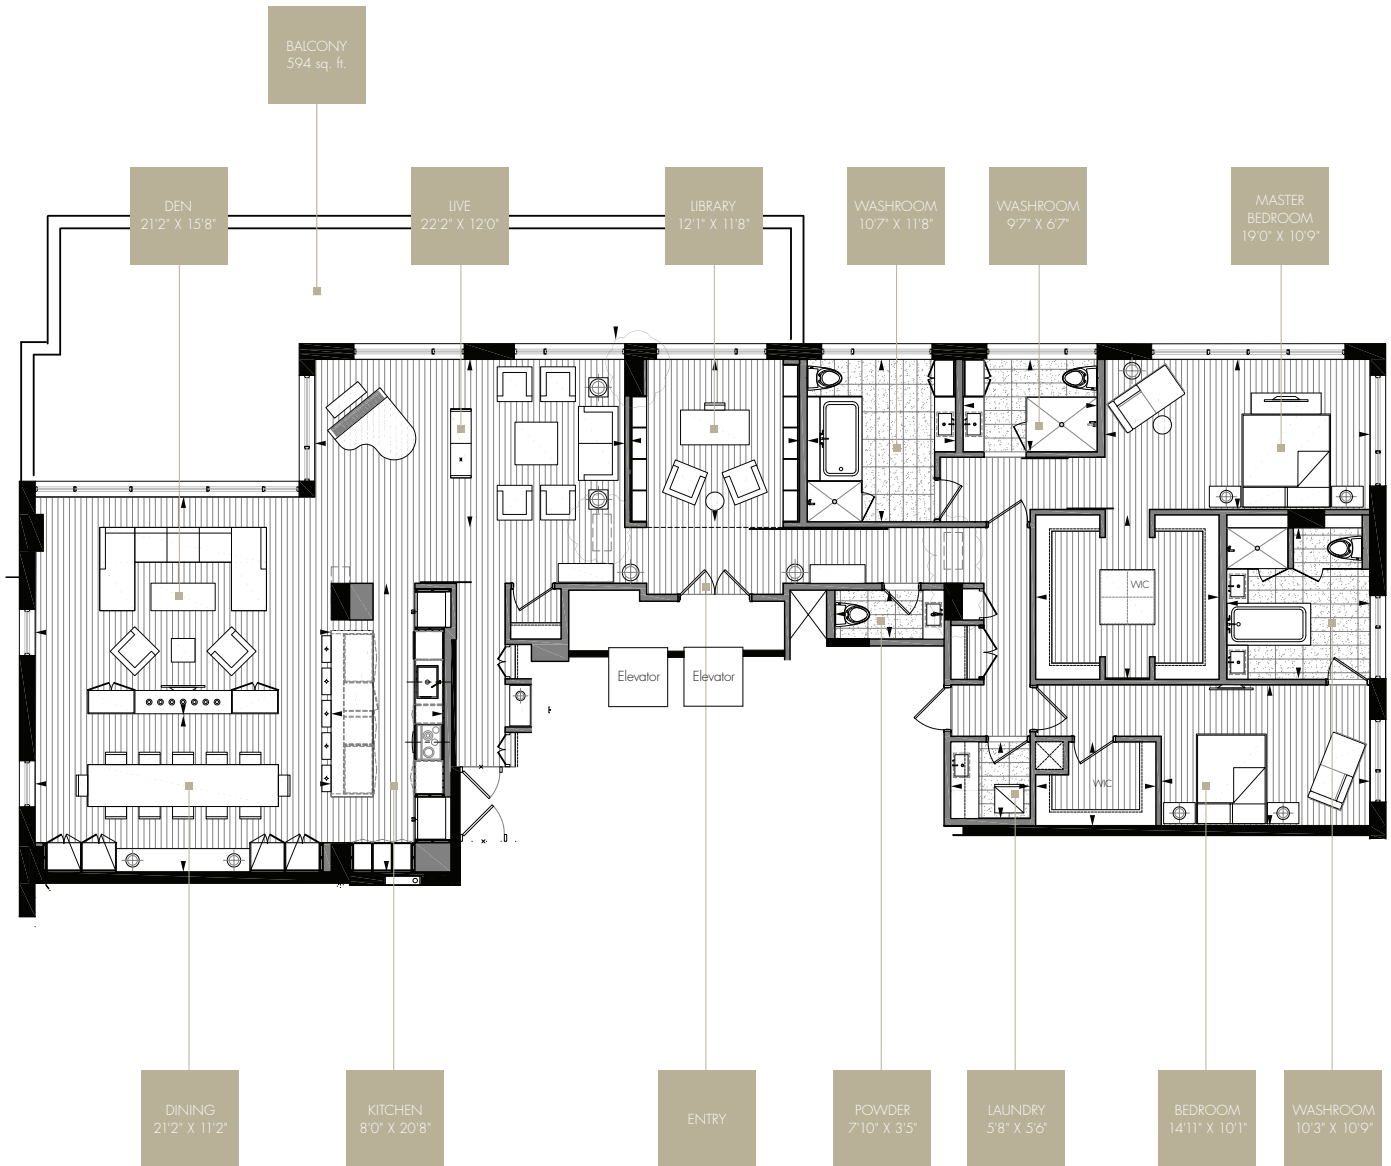 BALCONY
594 sq. ft.
DEN
21'2" X 15'8"
LIVE
22'2" X 12'0"
LIBRARY
12'1" X 11'8"
WASHROOM
10'7" X 11'8"
WASHROOM
9'7" X 6'7"
MASTER
BEDROOM
19'0" X 10'9"
WIC
Elevator
Elevator
WIC
DINING
21'2" X 11'2"
KITCHEN
8'0" X 20'8"
ENTRY
POWDER
7'10" X 3'5"
LAUNDRY
5'8" X 5'6"
BEDROOM
14'11" X 10'1"
WASHROOM
10'3" X 10'9"